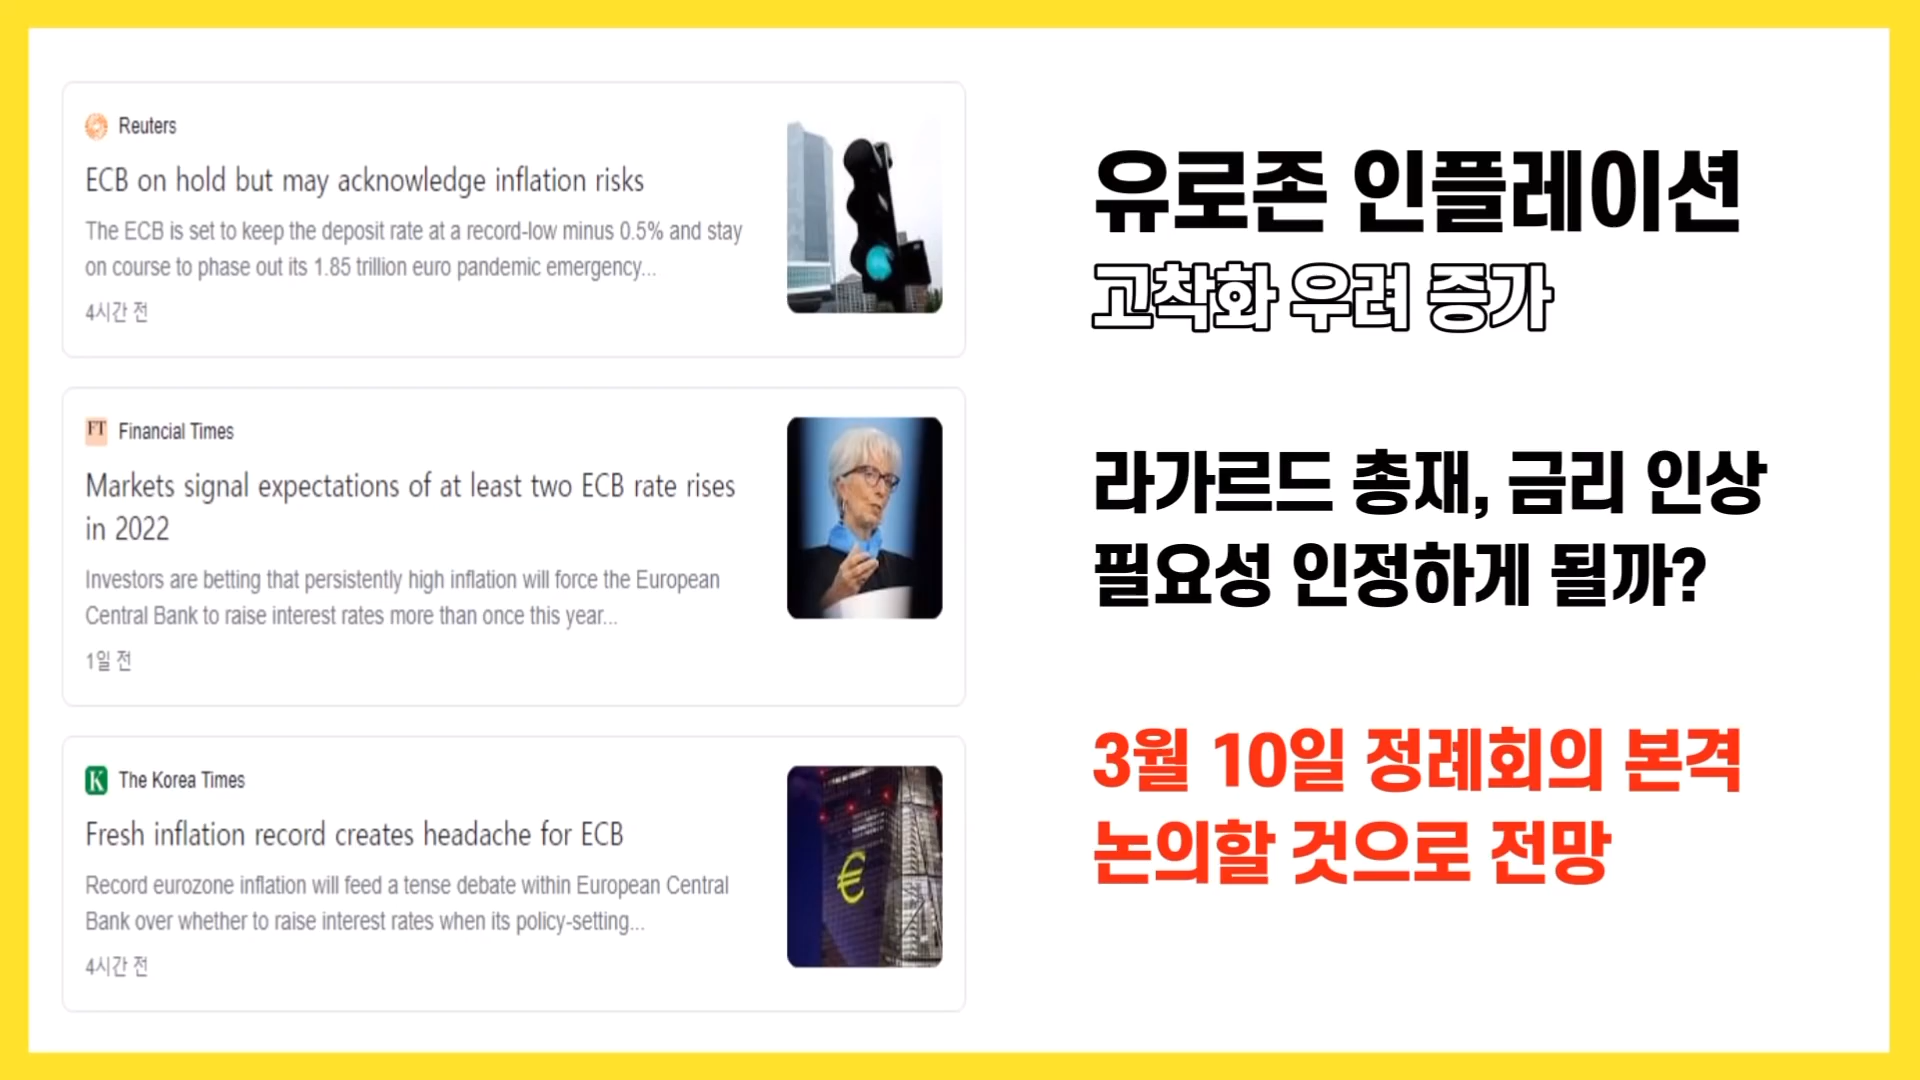 Reuters
ECB on hold but may acknowledge inflation risks
The ECB is set to keep the deposit rate at a record-low minus 0.5% and stay
on course to phase out its 1.85 trillion euro pandemic emergency...
4시간 전
FT Financial Times
Markets signal expectations of at least two ECB rate rises
in 2022
Investors are betting that persistently high inflation will force the European
Central Bank to raise interest rates more than once this year...
1일 전
K The Korea Times
Fresh inflation record creates headache for ECB
Record eurozone inflation will feed a tense debate within European Central
Bank over whether to raise interest rates when its policy-setting...
4시간 전
유로존 인플레이션
고착화 우려 증가
라가르드 총재, 금리 인상
필요성 인정하게 될까?
3월 10일 정례회의 본격
논의할 것으로 전망